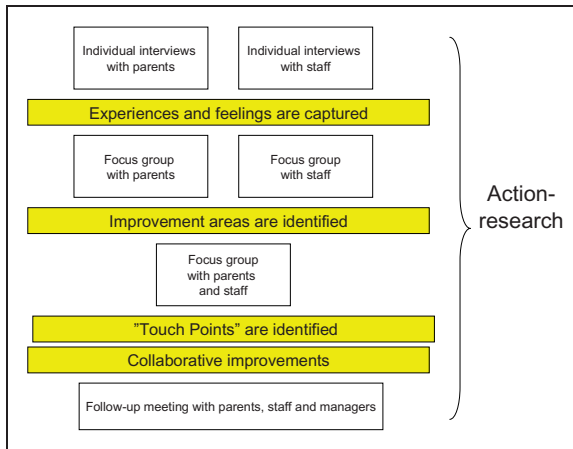 Individual interviews
with parents
Individual interviews
with staff
Experiences and feelings are captured
Focus group
with parents
Focus group
with staff
Improvement areas are identified
Focus group
with parents
and staff
"Touch Points" are identified
Collaborative improvements
Follow-up meeting with parents, staff and managers
Action-
research